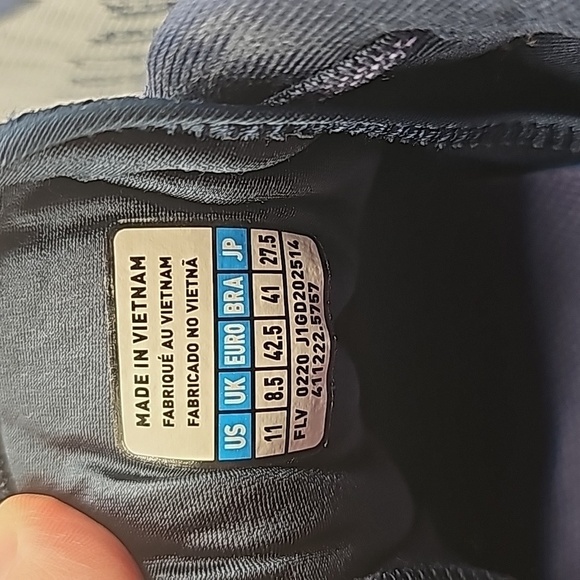 MADE IN VIETNAM
FABRIQUÉ AU VIETNAM
FABRICADO NO VIETNÃ
US UK EURO BRA JP
11 8.5 42.5 41 27.5
FLV 0220 J1GD202514
411222.5757